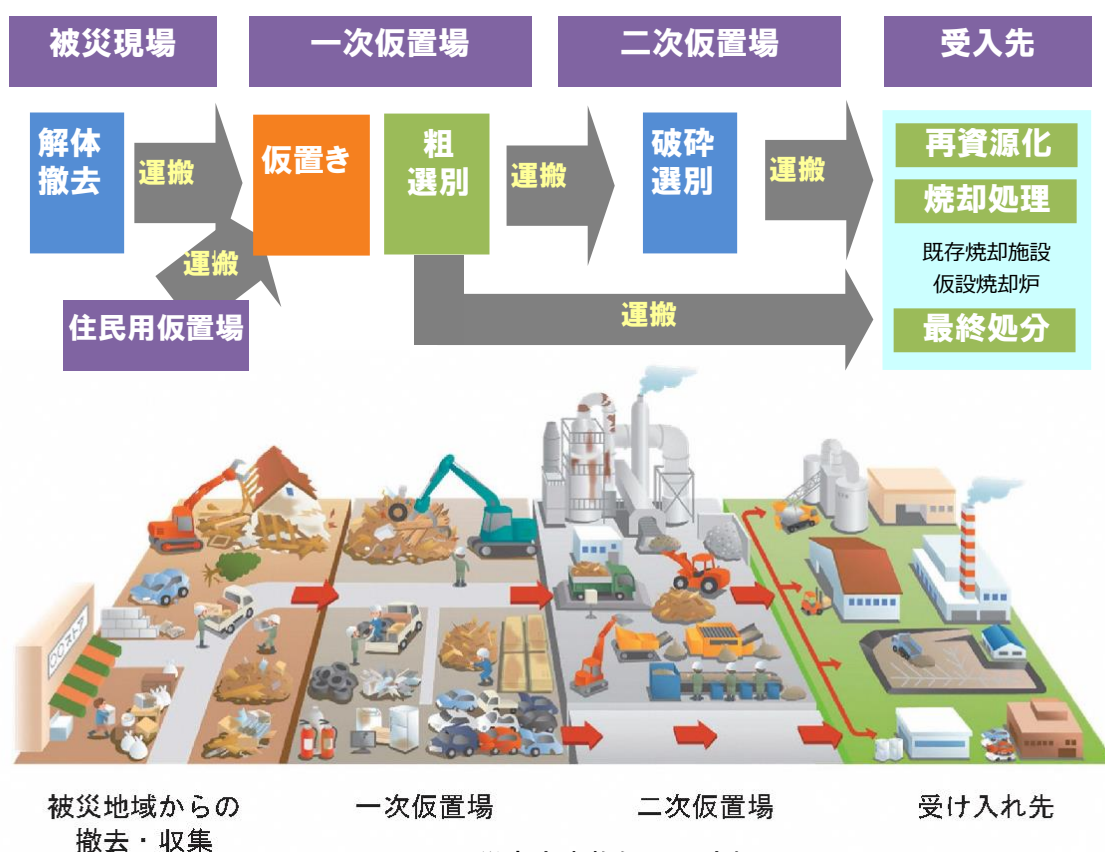 被災現場
一次仮置場
二次仮置場
受入先
解体
撤去
運搬
仮置き
粗
選別
運搬
破砕
選別
運搬
再資源化
焼却処理
既存焼却施設
仮設焼却炉
最終処分
運搬
住民用仮置場
運搬
〇〇ストア
被災地域からの
撤去・収集
一次仮置場
二次仮置場
受け入れ先